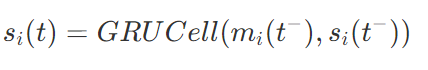 s_i(t) = GRUCell(m_i(t⁻), s_i(t⁻))